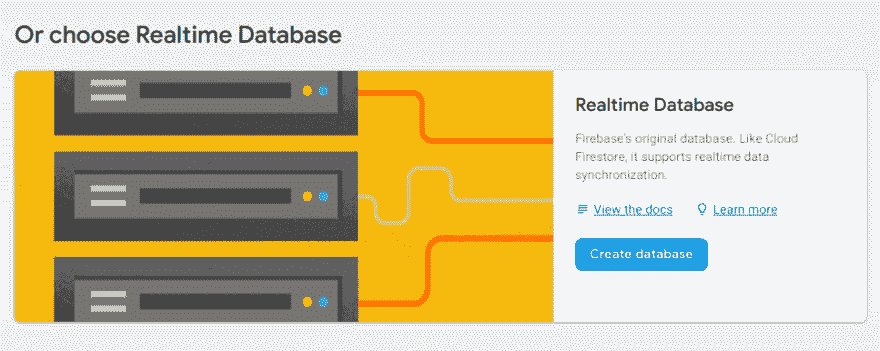 Or choose Realtime Database
Realtime Database
Firebase's original database. Like Cloud
Firestore, it supports realtime data
synchronization.
View the docs
Learn more
Create database